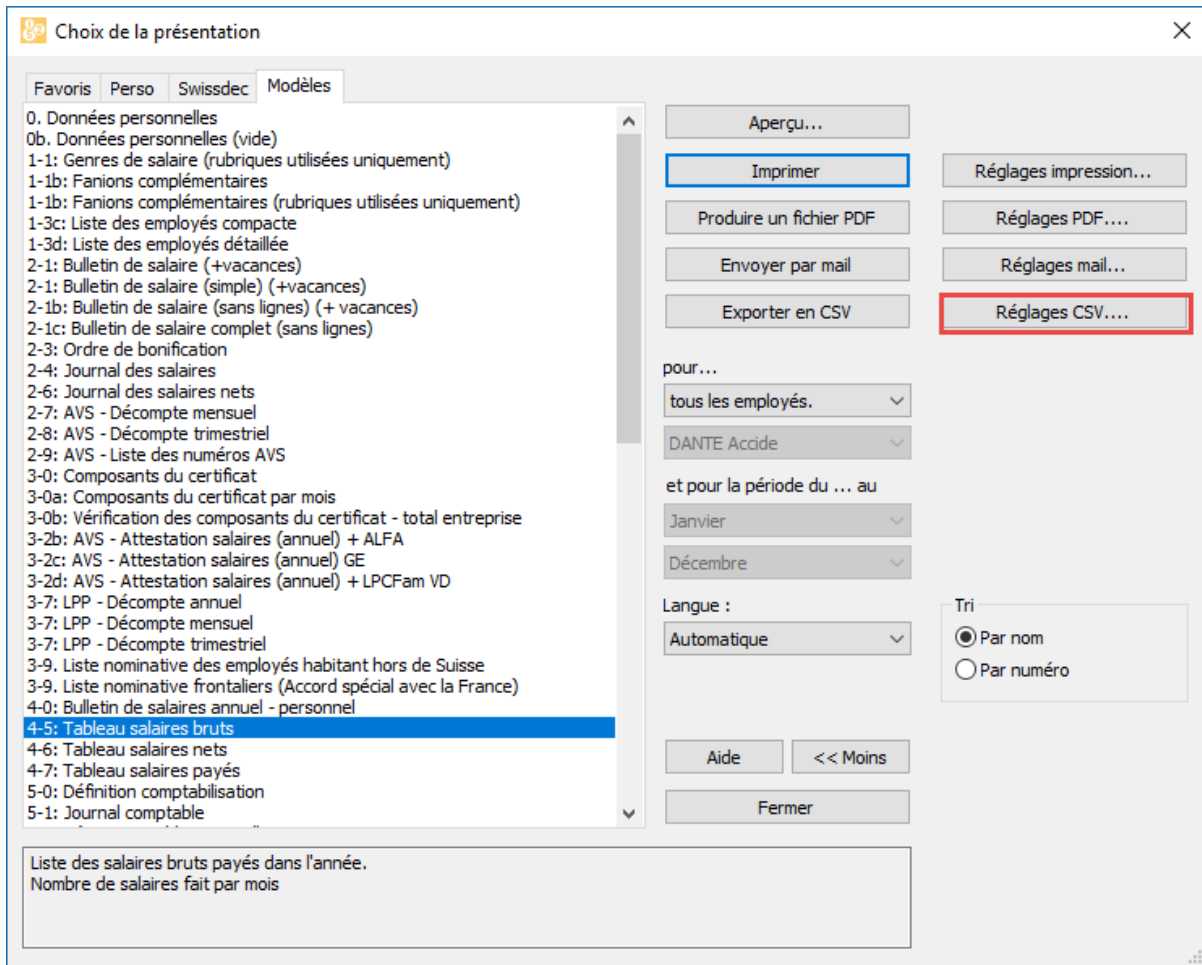 Choix de la présentation
Favoris Perso Swissdec Modèles
0. Données personnelles
0b. Données personnelles (vide)
1-1: Genres de salaire (rubriques utilisées uniquement)
1-1b: Fanions complémentaires
1-1b: Fanions complémentaires (rubriques utilisées uniquement)
1-3c: Liste des employés compacte
1-3d: Liste des employés détaillée
2-1: Bulletin de salaire (+vacances)
2-1: Bulletin de salaire (simple) (+vacances)
2-1b: Bulletin de salaire (sans lignes) (+ vacances)
2-1c: Bulletin de salaire complet (sans lignes)
2-3: Ordre de bonification
2-4: Journal des salaires
2-6: Journal des salaires nets
2-7: AVS - Décompte mensuel
2-8: AVS - Décompte trimestriel
2-9: AVS - Liste des numéros AVS
3-0: Composants du certificat
3-0a: Composants du certificat par mois
3-0b: Vérification des composants du certificat - total entreprise
3-2b: AVS - Attestation salaires (annuel) + ALFA
3-2c: AVS - Attestation salaires (annuel) GE
3-2d: AVS - Attestation salaires (annuel) + LPCFam VD
3-7: LPP - Décompte annuel
3-7: LPP - Décompte mensuel
3-7: LPP - Décompte trimestriel
3-9. Liste nominative des employés habitant hors de Suisse
3-9. Liste nominative frontaliers (Accord spécial avec la France)
4-0: Bulletin de salaires annuel - personnel
4-5: Tableau salaires bruts
4-6: Tableau salaires nets
4-7: Tableau salaires payés
5-0: Définition comptabilisation
5-1: Journal comptable
Aperçu...
Imprimer
Réglages impression...
Produire un fichier PDF
Réglages PDF....
Envoyer par mail
Réglages mail...
Exporter en CSV
Réglages CSV....
pour...
tous les employés.
DANTE Accide
et pour la période du ... au
Janvier
Décembre
Langue :
Automatique
Tri
Par nom
Par numéro
Aide
<< Moins
Fermer
Liste des salaires bruts payés dans l'année.
Nombre de salaires fait par mois